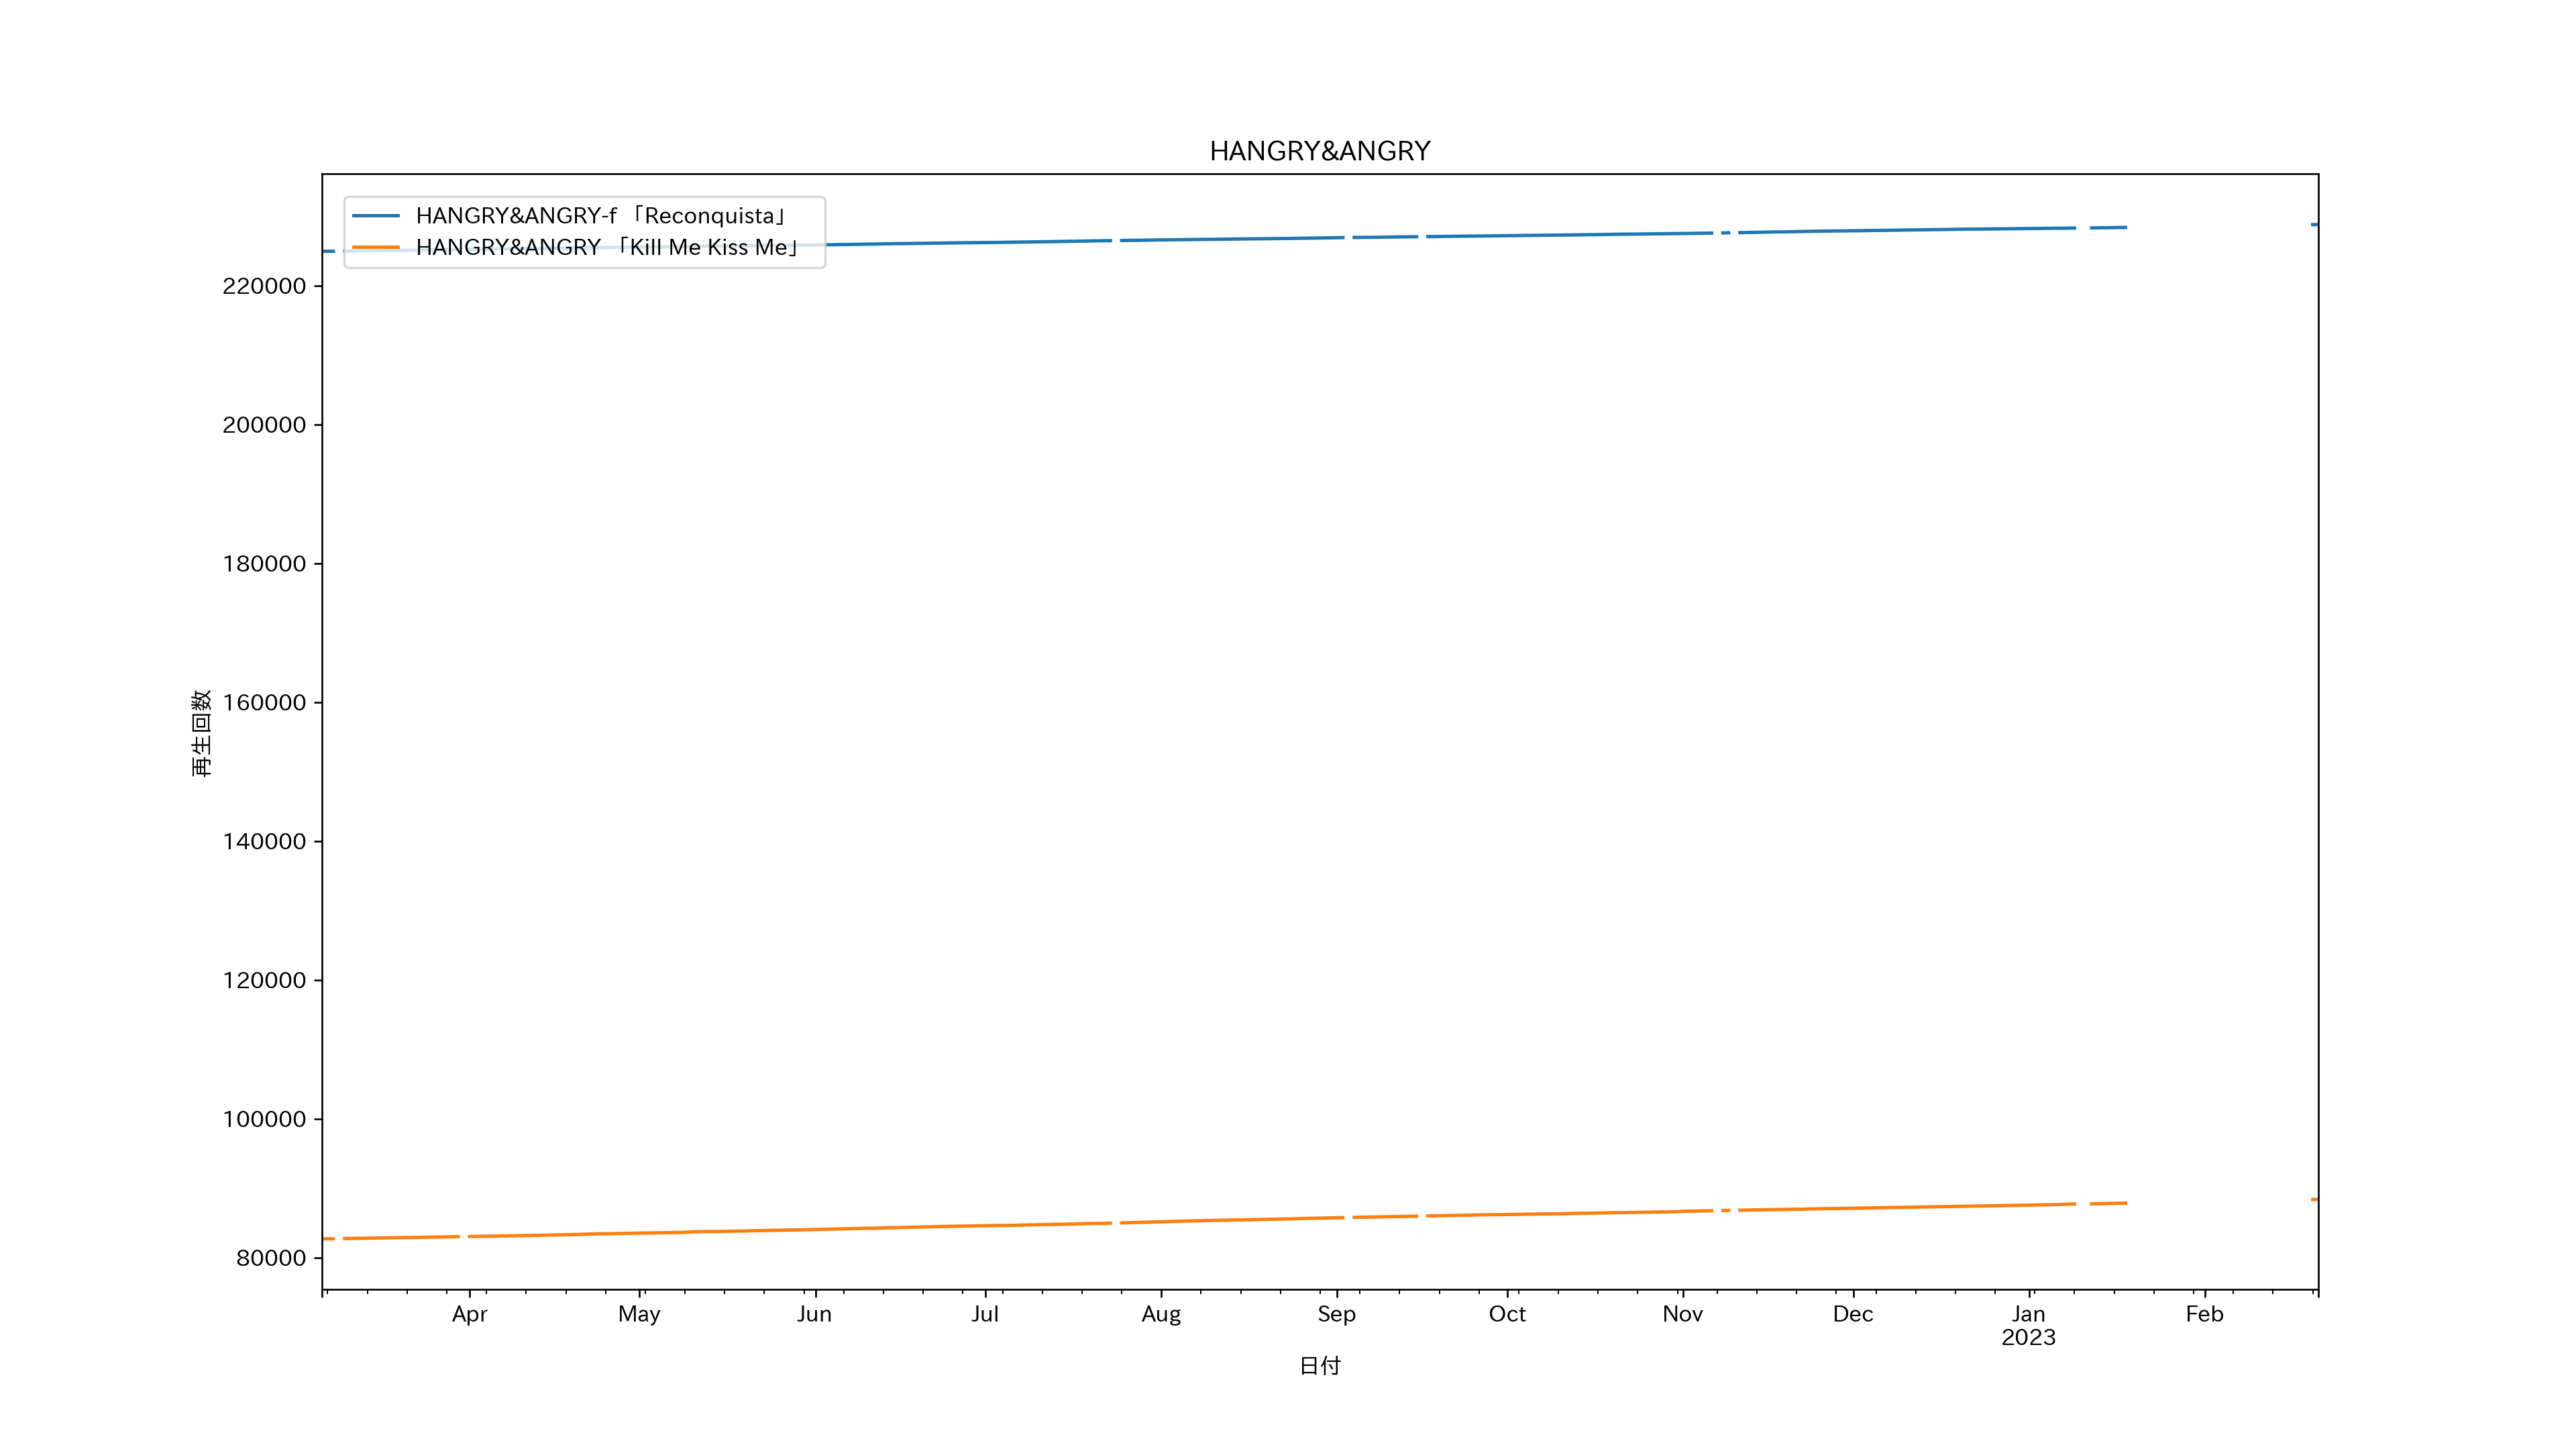 HANGRY&ANGRY
HANGRY&ANGRY-f 「Reconquista」
HANGRY&ANGRY 「Kill Me Kiss Me」
220000
200000
180000
160000
140000
120000
100000
80000
再生回数
Apr May Jun Jul Aug Sep Oct Nov Dec Jan Feb
2023
日付